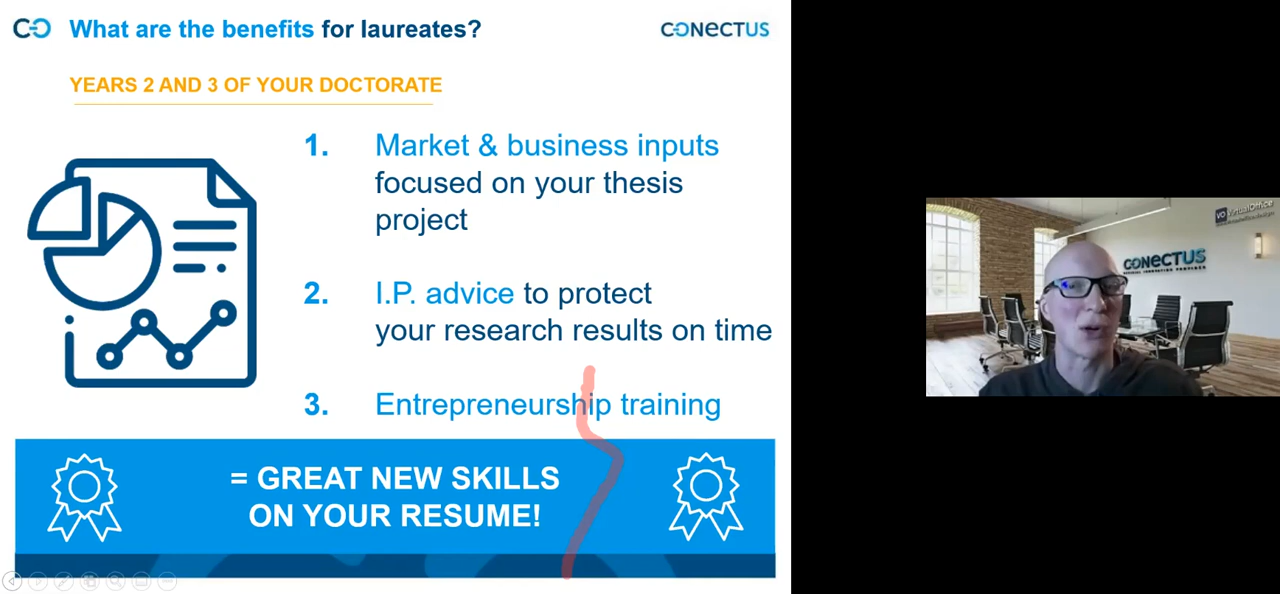 What are the benefits for laureates?
CONECTUS
YEARS 2 AND 3 OF YOUR DOCTORATE
1. Market & business inputs
focused on your thesis
project
2. I.P. advice to protect
your research results on time
3. Entrepreneurship training
= GREAT NEW SKILLS
ON YOUR RESUME!
VO VirtualOffice
CONECTUS